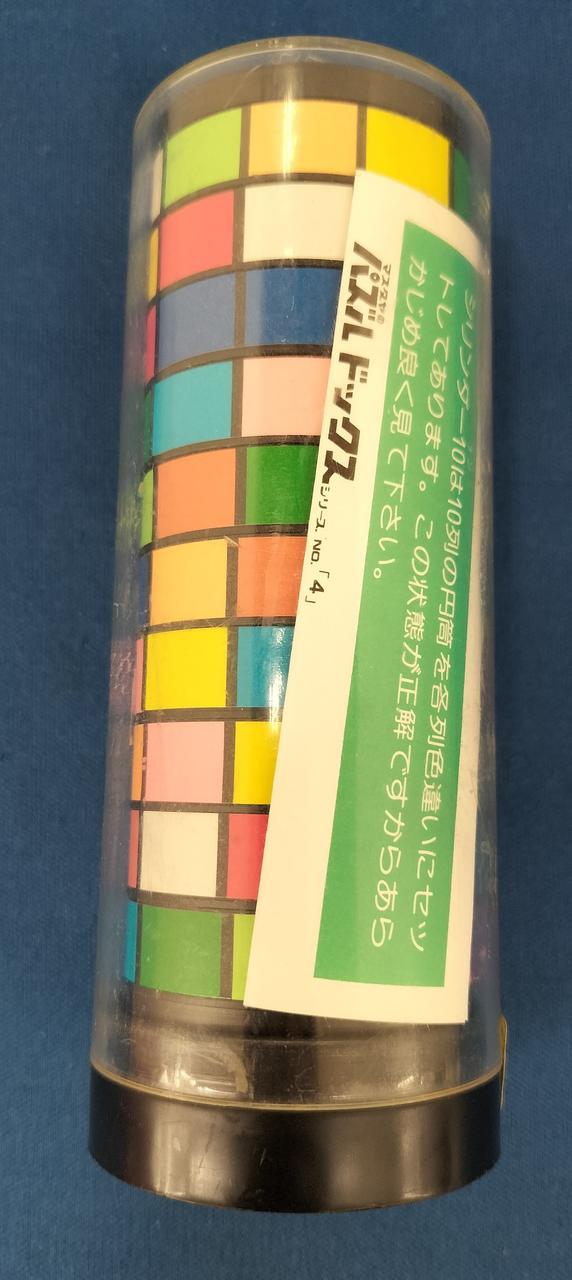 シリンダー10は10列の円筒を各列色違いにセッ
トしてあります。この状態が正解ですからあら
かじめ良く見て下さい。
マスダヤ®
パズルドックスシリーズ NO.「4」